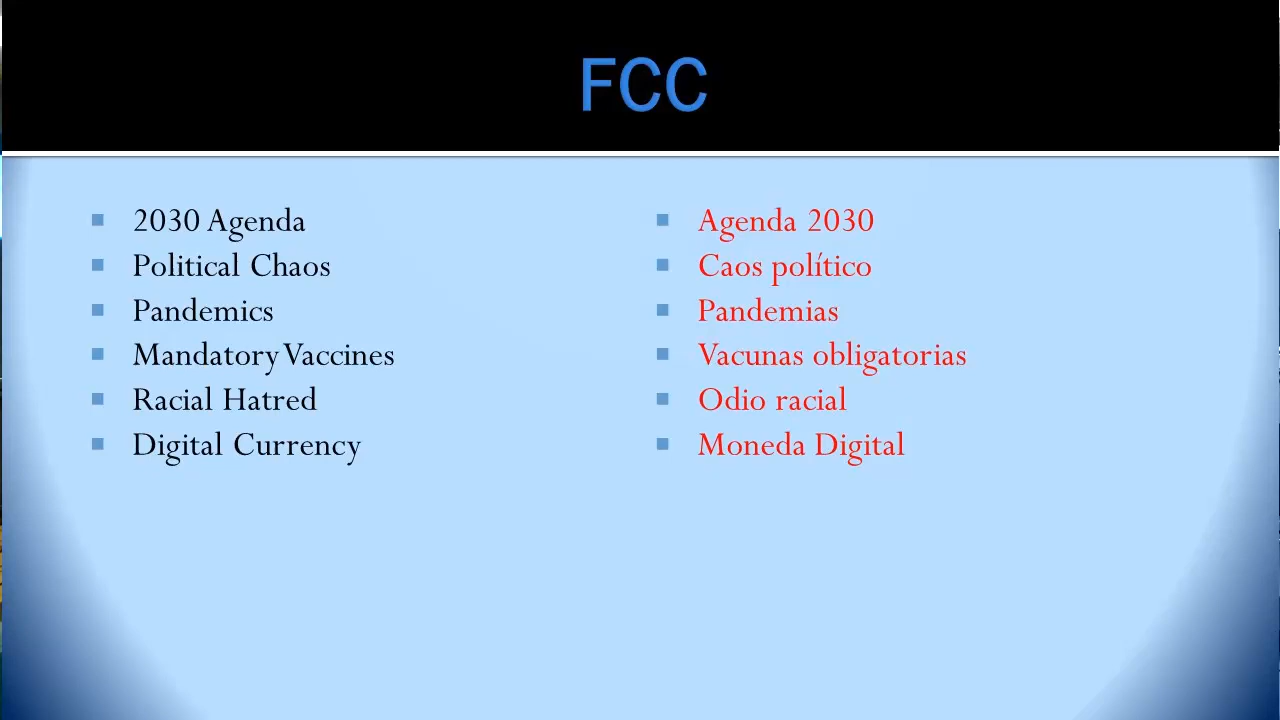 FCC
2030 Agenda
Political Chaos
Pandemics
Mandatory Vaccines
Racial Hatred
Digital Currency
Agenda 2030
Caos político
Pandemias
Vacunas obligatorias
Odio racial
Moneda Digital